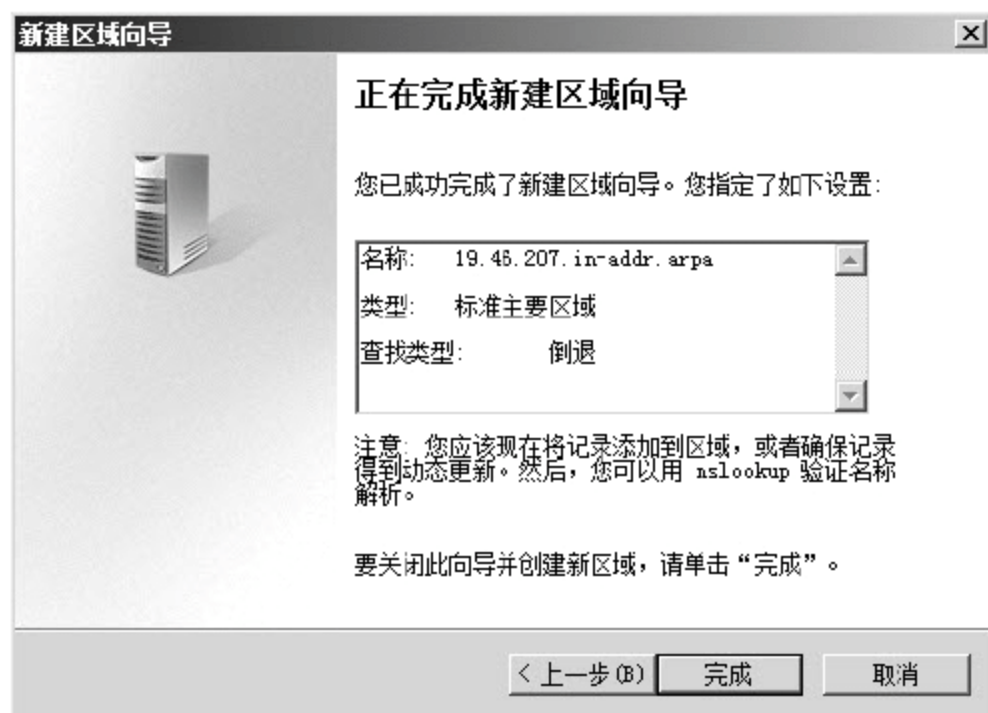 新建区域向导
正在完成新建区域向导
您已成功完成了新建区域向导。您指定了如下设置:
名称: 19.46.207.in-addr.arpa
类型: 标准主要区域
查找类型: 倒退
注意: 您应该现在将记录添加到区域，或者确保记录
得到动态更新。然后，您可以用 nslookup 验证名称
解析。
要关闭此向导并创建新区域，请单击“完成”。
< 上一步(B) 完成 取消